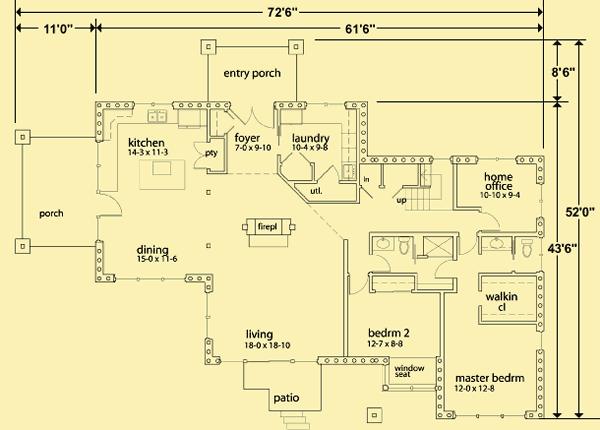 72'6"
11'0"
61'6"
8'6"
entry porch
kitchen
14-3 x 11-3
foyer
7-0 x 9-10
laundry
10-4 x 9-8
pty
utl.
ln
up
home
office
10-10 x 9-4
porch
52'0"
firepl
43'6"
dining
15-0 x 11-6
walkin
cl
living
18-0 x 18-10
bedrm 2
12-7 x 8-8
window
seat
master bedrm
12-0 x 12-8
patio